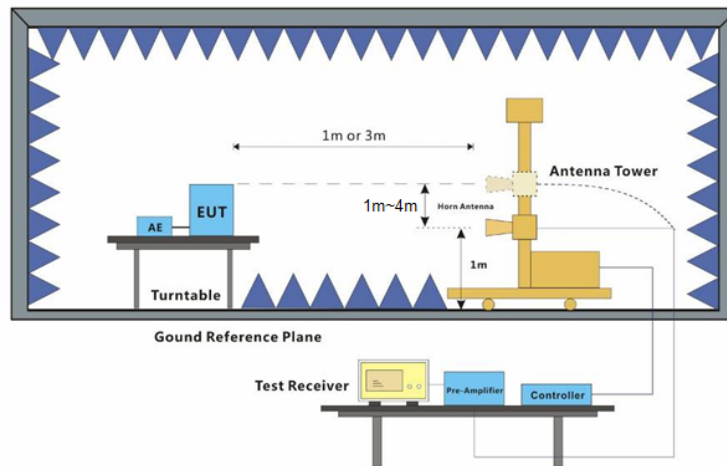 1m or 3m
Antenna Tower
1m~4m
Horn Antenna
EUT
AE
1m
Turntable
Gound Reference Plane
Test Receiver
Pre-Amplifier
Controller